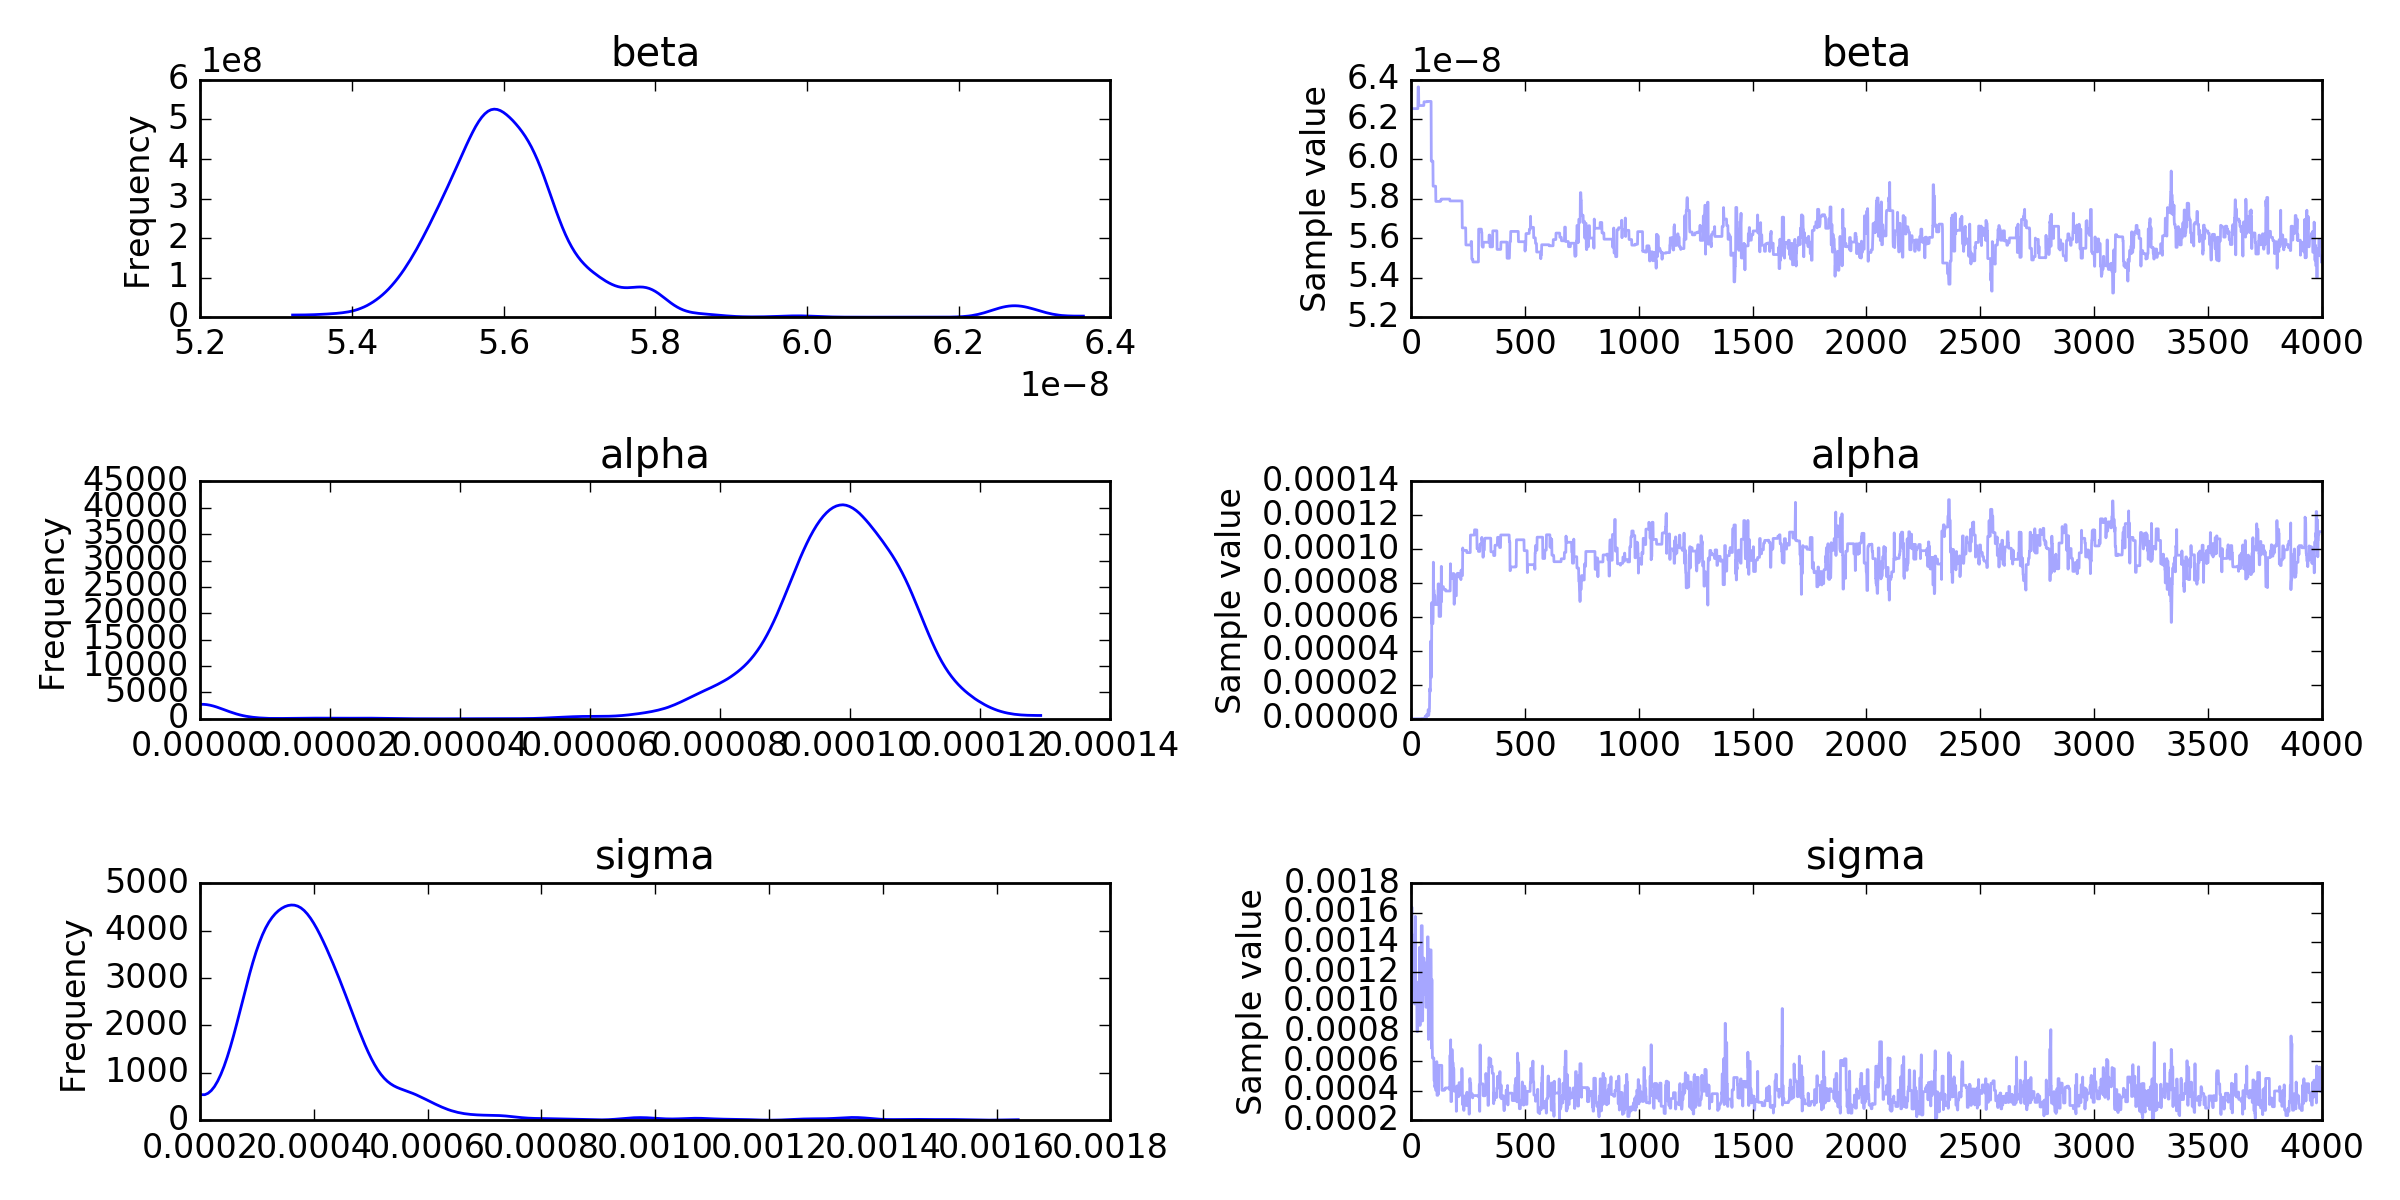 beta
1e8
Frequency
6
5
4
3
2
1
0
5.2 5.4 5.6 5.8 6.0 6.2 6.4
1e−8
beta
1e−8
Sample value
6.4
6.2
6.0
5.8
5.6
5.4
5.2
0 500 1000 1500 2000 2500 3000 3500 4000
alpha
Frequency
45000
40000
35000
30000
25000
20000
15000
10000
5000
0
0.00000 0.00002 0.00004 0.00006 0.00008 0.00010 0.00012 0.00014
alpha
Sample value
0.00014
0.00012
0.00010
0.00008
0.00006
0.00004
0.00002
0.00000
0 500 1000 1500 2000 2500 3000 3500 4000
sigma
Frequency
5000
4000
3000
2000
1000
0
0.0002 0.0004 0.0006 0.0008 0.0010 0.0012 0.0014 0.0016 0.0018
sigma
Sample value
0.0018
0.0016
0.0014
0.0012
0.0010
0.0008
0.0006
0.0004
0.0002
0 500 1000 1500 2000 2500 3000 3500 4000